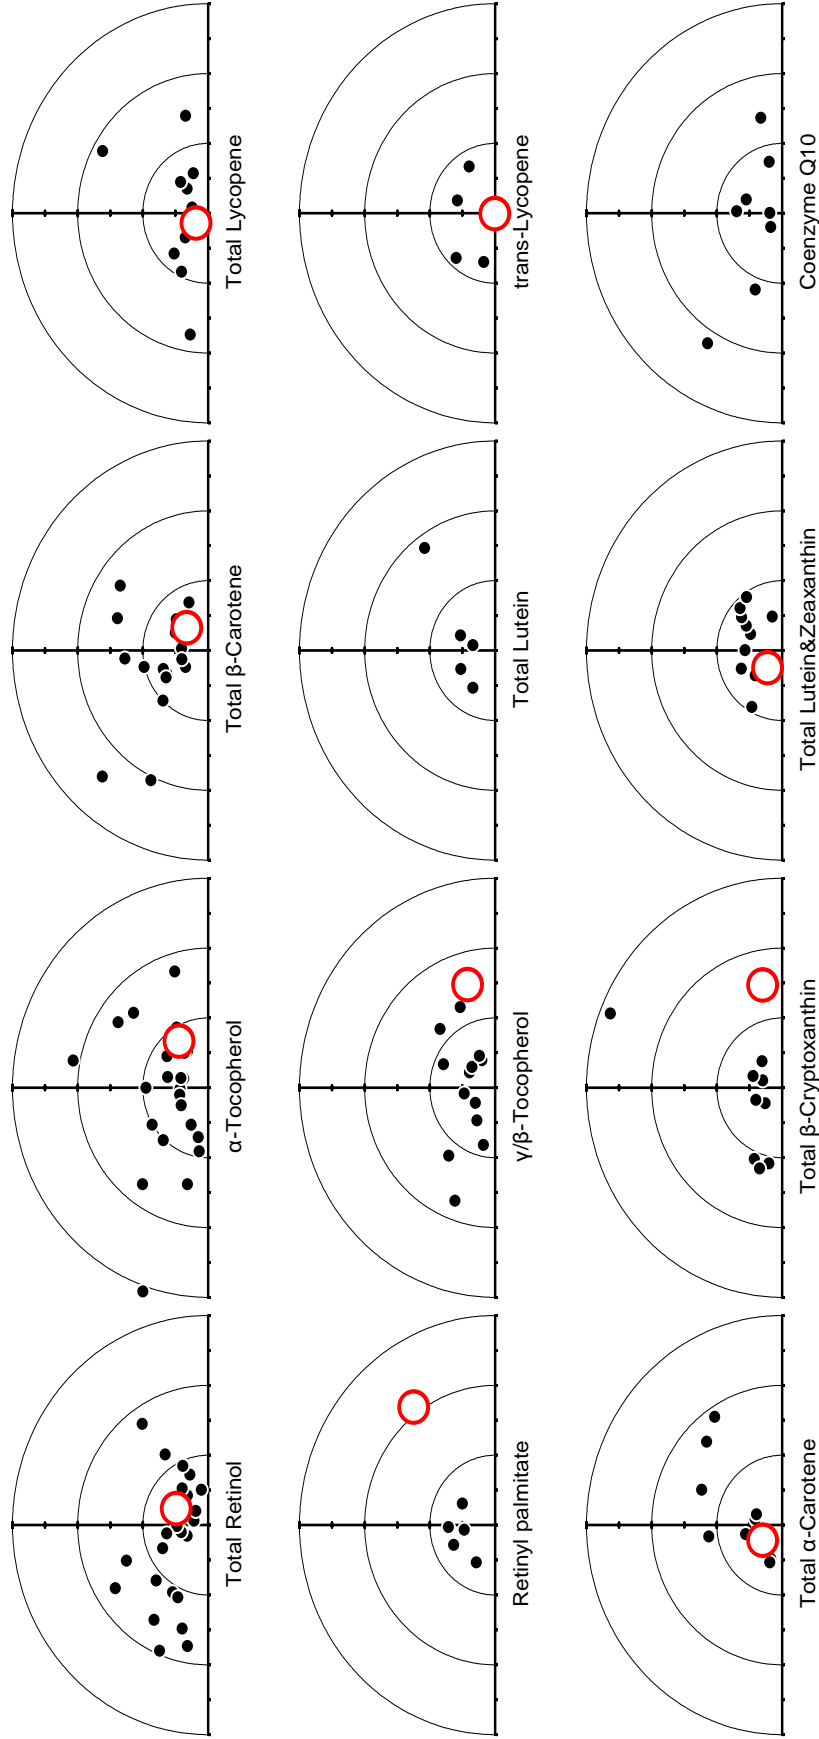 Total Retinol
α-Tocopherol
Total β-Carotene
Total Lycopene
Retinyl palmitate
γ/β-Tocopherol
Total Lutein
trans-Lycopene
Total α-Carotene
Total β-Cryptoxanthin
Total Lutein&Zeaxanthin
Coenzyme Q10